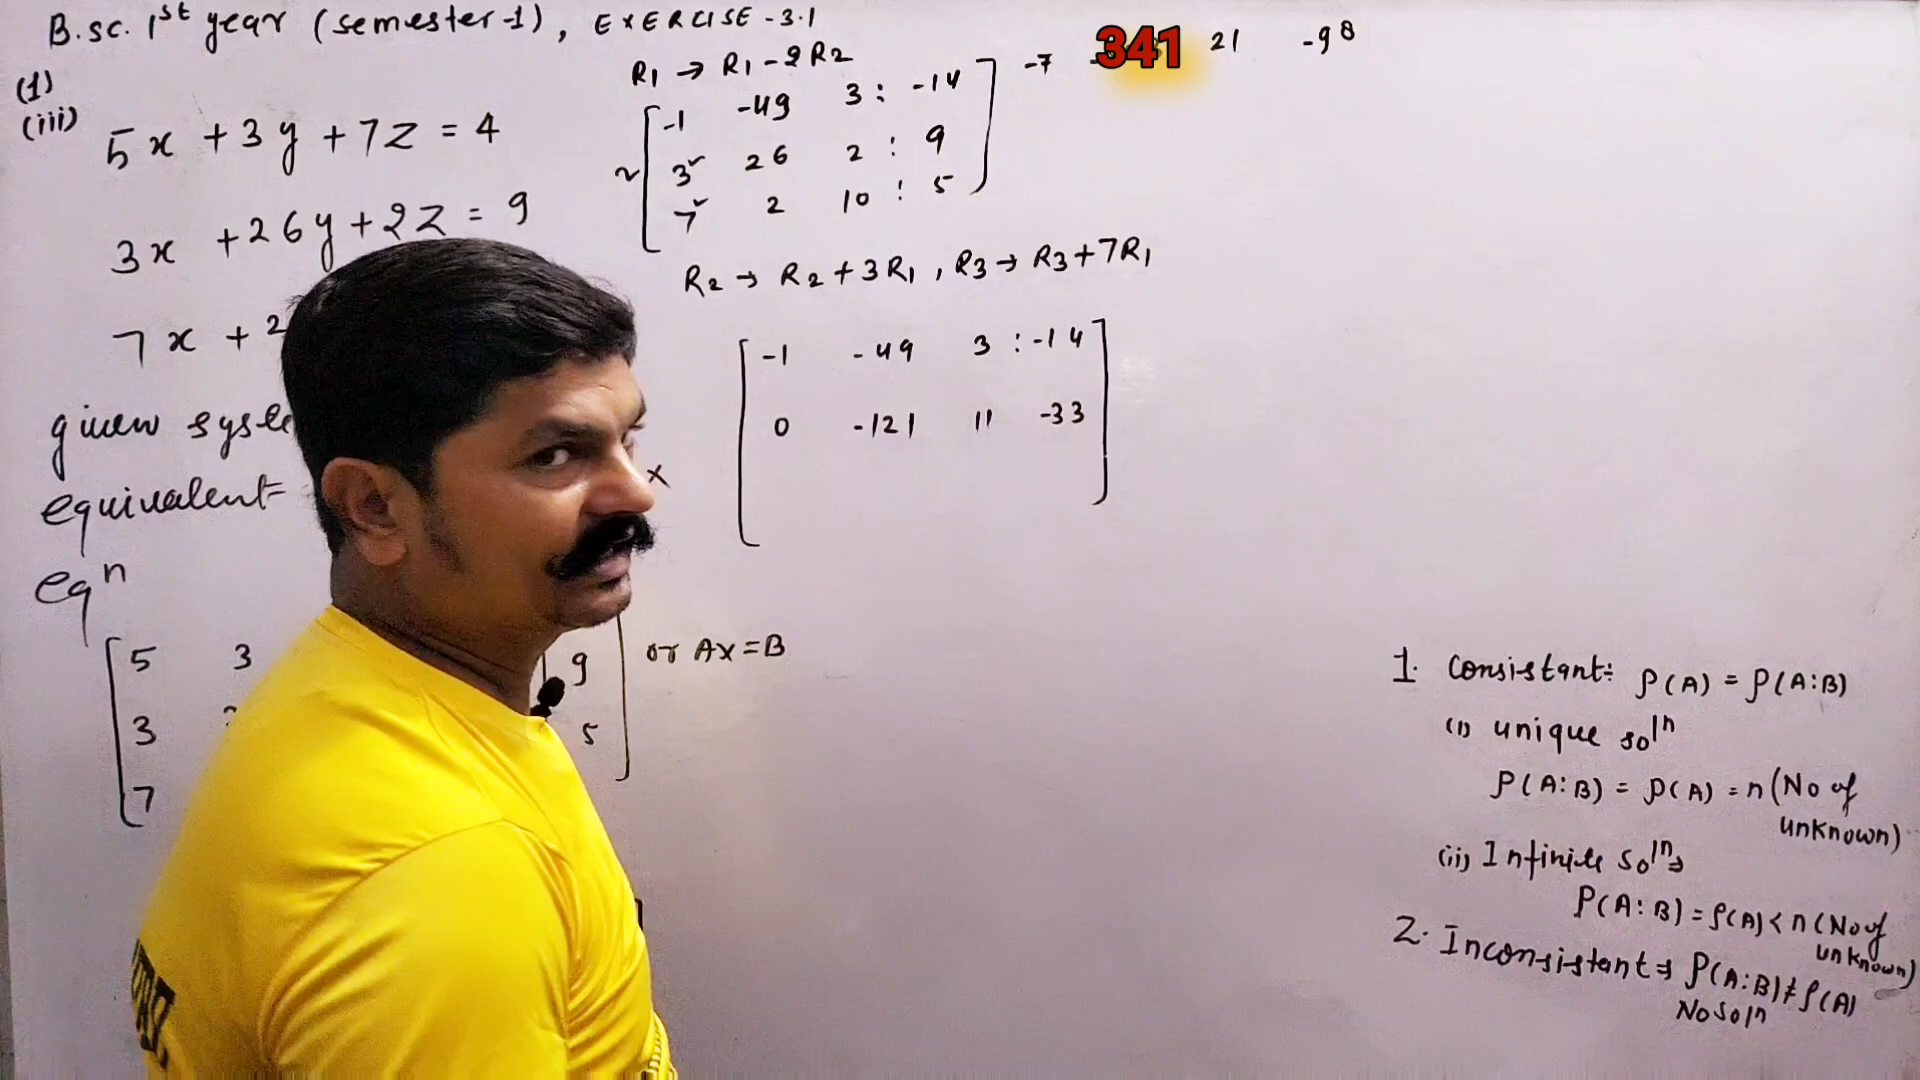 B.sc. 1st year (semester-1), EXERCISE-3.1
(1)
(iii)
5x + 3y + 7z = 4
3x + 26y + 2z = 9
7x + 2
given syste
equivalent
eqn
5 3
3
7
9
5
or AX = B
R1 → R1 - 2R2
~ [ -1 -49 3 : -14 ]
3 26 2 : 9
7 2 10 : 5
-7 341 21 -98
R2 → R2 + 3R1, R3 → R3 + 7R1
-1 -49 3 : -14
0 -121 11 -33
1. Consistant: ρ(A) = ρ(A:B)
(i) unique soln
ρ(A:B) = ρ(A) = n (No of
unknown)
(ii) Infinite soln⇒
ρ(A:B) = ρ(A) < n (No of
unknown)
2. Inconsistant ⇒ ρ(A:B) ≠ ρ(A)
No soln